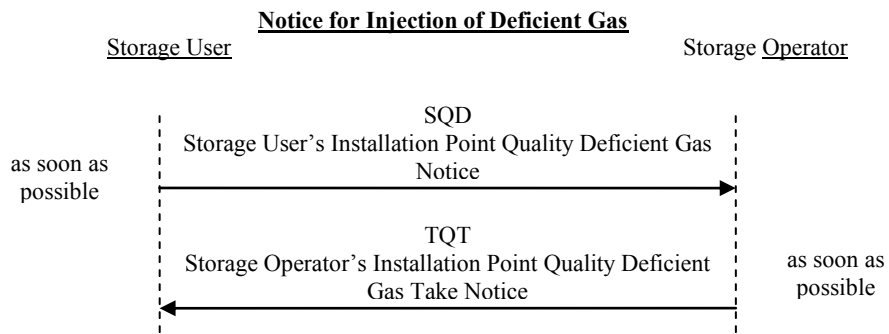 Notice for Injection of Deficient Gas
Storage User
Storage Operator
SQD
Storage User’s Installation Point Quality Deficient Gas
Notice
as soon as
possible
TQT
Storage Operator’s Installation Point Quality Deficient
Gas Take Notice
as soon as
possible